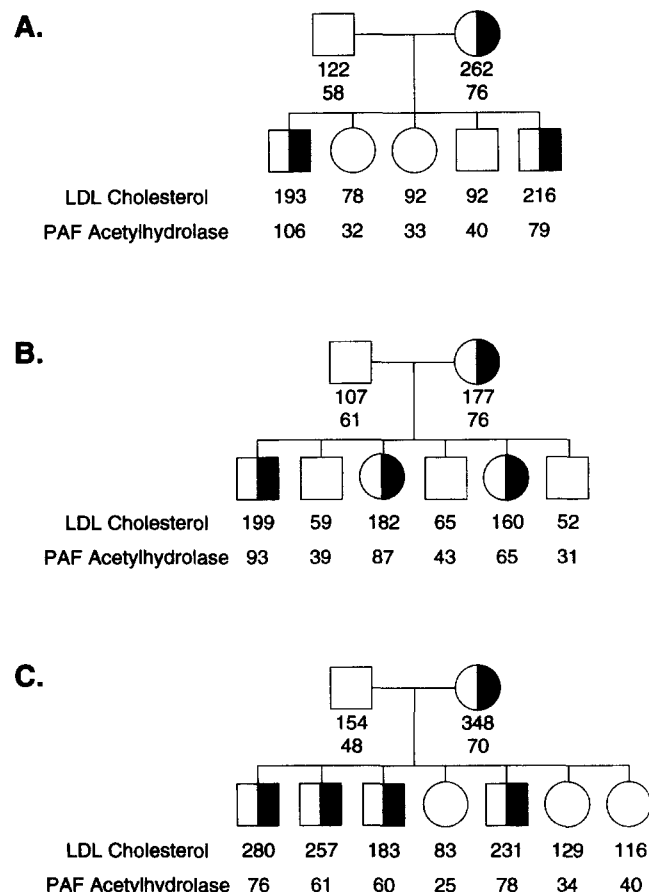 A.
122 262
58 76
LDL Cholesterol 193 78 92 92 216
PAF Acetylhydrolase 106 32 33 40 79
B.
107 177
61 76
LDL Cholesterol 199 59 182 65 160 52
PAF Acetylhydrolase 93 39 87 43 65 31
C.
154 348
48 70
LDL Cholesterol 280 257 183 83 231 129 116
PAF Acetylhydrolase 76 61 60 25 78 34 40